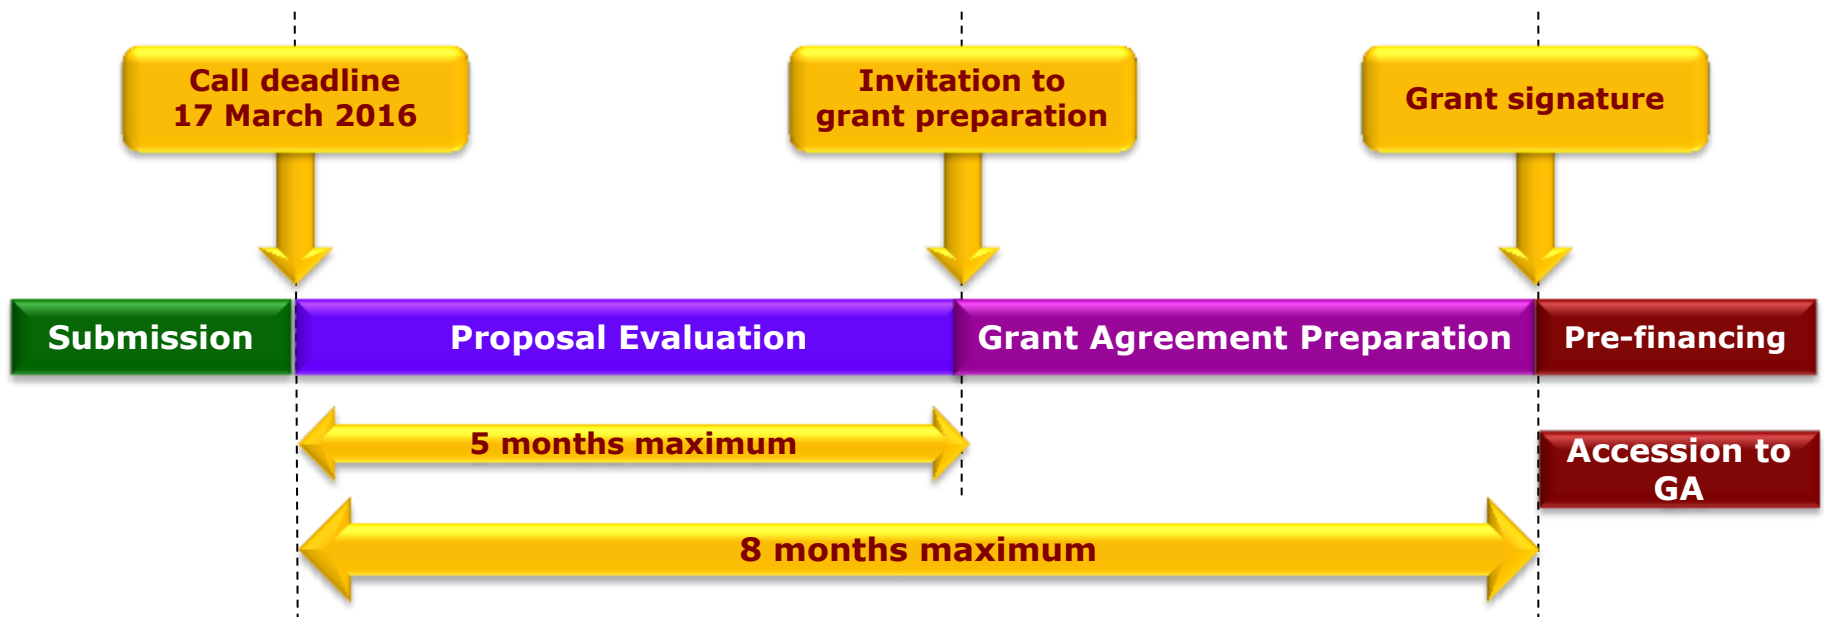 Call deadline
17 March 2016
Invitation to
grant preparation
Grant signature
Submission
Proposal Evaluation
Grant Agreement Preparation
Pre-financing
5 months maximum
Accession to
GA
8 months maximum